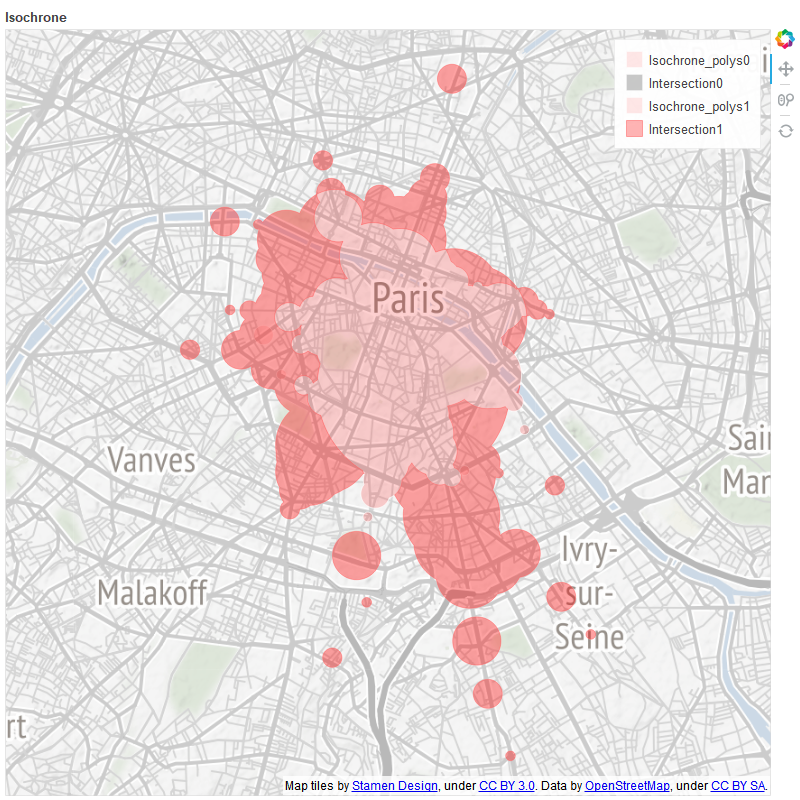 Isochrone
Isochrone_polys0
Intersection0
Isochrone_polys1
Intersection1
i
Paris
Vanves
Sai
Mar
Malakoff
Ivry-
sur-
Seine
rt
Map tiles by Stamen Design, under CC BY 3.0. Data by OpenStreetMap, under CC BY SA.